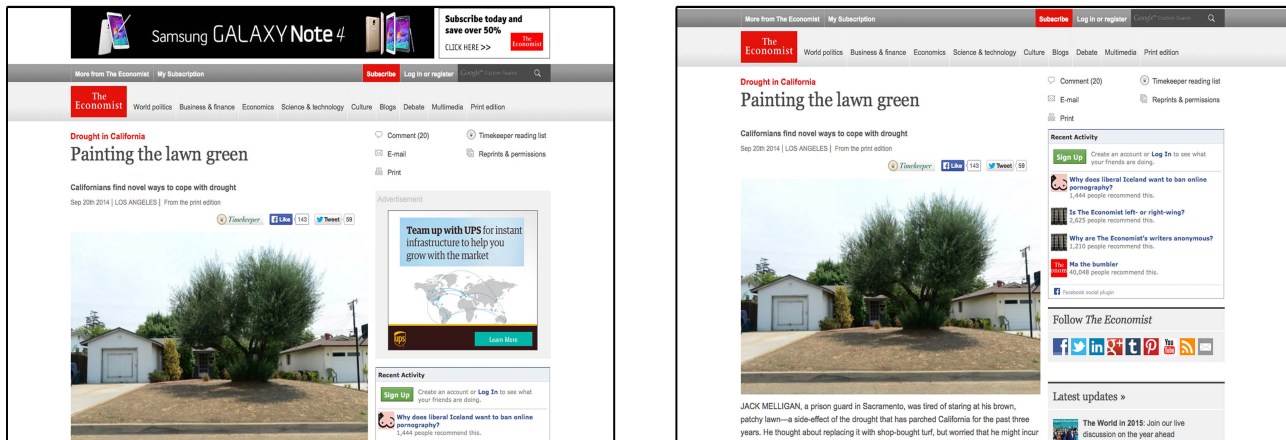 Samsung GALAXY Note 4
Subscribe today and
save over 50%
CLICK HERE >>
The
Economist
More from The Economist My Subscription
Subscribe Log in or register Google™ Custom Search
The
Economist
World politics Business & finance Economics Science & technology Culture Blogs Debate Multimedia Print edition
Drought in California
Painting the lawn green
Californians find novel ways to cope with drought
Sep 20th 2014 | LOS ANGELES | From the print edition
Timekeeper Like 143 Tweet 59
Comment (20) Timekeeper reading list
E-mail Reprints & permissions
Print
Advertisement
Team up with UPS for instant
infrastructure to help you
grow with the market
ups
Learn More
Recent Activity
Sign Up Create an account or Log In to see what
your friends are doing.
Why does liberal Iceland want to ban online
pornography?
1,444 people recommend this.
More from The Economist My Subscription
Subscribe Log in or register Google™ Custom Search
The
Economist
World politics Business & finance Economics Science & technology Culture Blogs Debate Multimedia Print edition
Drought in California
Painting the lawn green
Californians find novel ways to cope with drought
Sep 20th 2014 | LOS ANGELES | From the print edition
Timekeeper Like 143 Tweet 59
JACK MELLIGAN, a prison guard in Sacramento, was tired of staring at his brown,
patchy lawn—a side-effect of the drought that has parched California for the past three
years. He thought about replacing it with shop-bought turf, but worried that he might incur
Comment (20) Timekeeper reading list
E-mail Reprints & permissions
Print
Recent Activity
Sign Up Create an account or Log In to see what
your friends are doing.
Why does liberal Iceland want to ban online
pornography?
1,444 people recommend this.
Is The Economist left- or right-wing?
2,625 people recommend this.
Why are The Economist's writers anonymous?
1,210 people recommend this.
The
onom
Ma the bumbler
40,048 people recommend this.
Facebook social plugin
Follow The Economist
You
Tube
Latest updates »
The World in 2015: Join our live
discussion on the year ahead